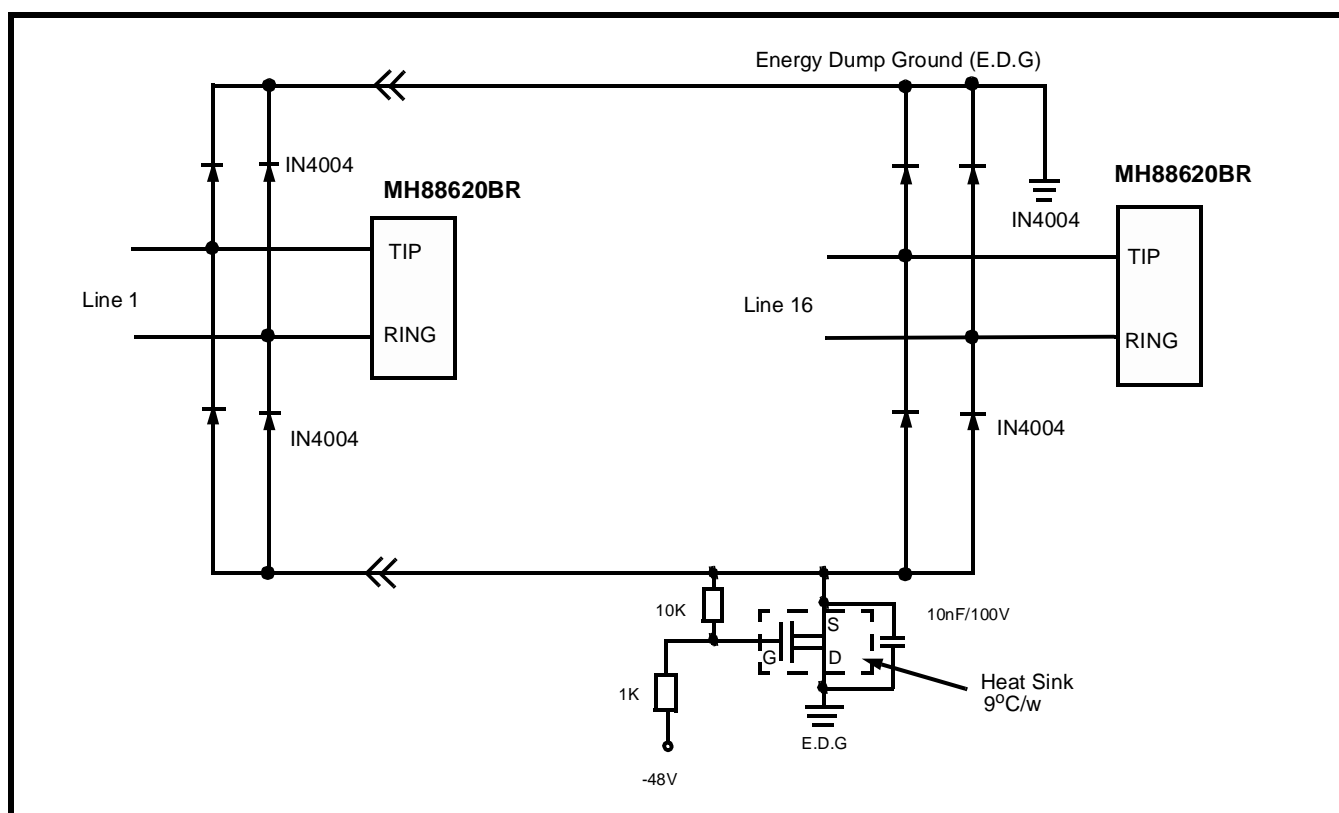 Energy Dump Ground (E.D.G)
IN4004
MH88620BR
MH88620BR
IN4004
TIP
TIP
Line 1
Line 16
RING
RING
IN4004
IN4004
10K
10nF/100V
S
G
D
1K
Heat Sink
9°C/w
E.D.G
-48V